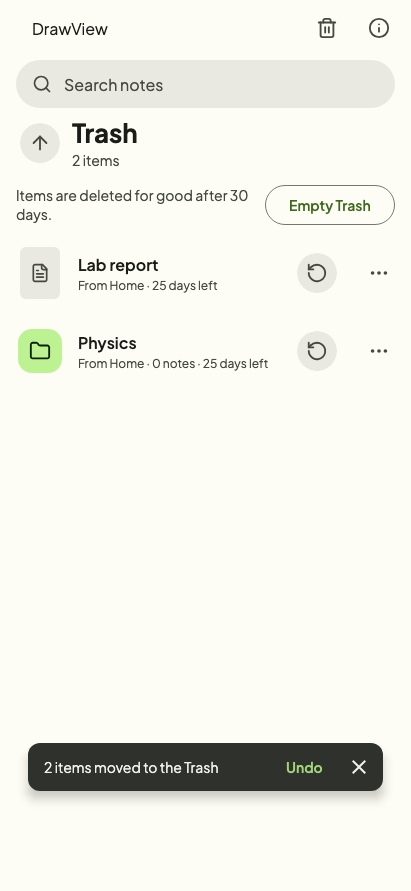 DrawView
Search notes
Trash
2 items
Items are deleted for good after 30
days.
Empty Trash
Lab report
From Home · 25 days left
Physics
From Home · 0 notes · 25 days left
2 items moved to the Trash
Undo